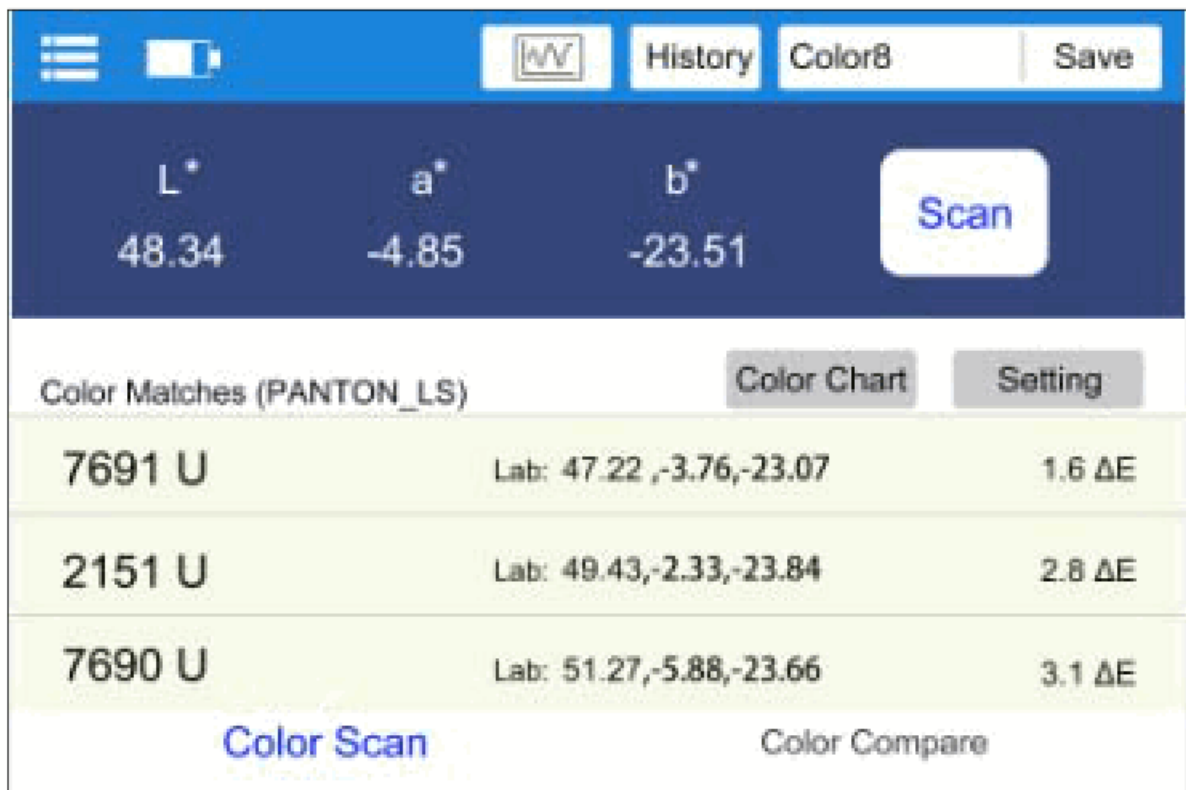 History Color8 Save
L* a* b*
Scan
48.34 -4.85 -23.51
Color Matches (PANTON_LS) Color Chart Setting
7691 U Lab: 47.22 ,-3.76,-23.07 1.6 ΔE
2151 U Lab: 49.43,-2.33,-23.84 2.8 ΔE
7690 U Lab: 51.27,-5.88,-23.66 3.1 ΔE
Color Scan Color Compare